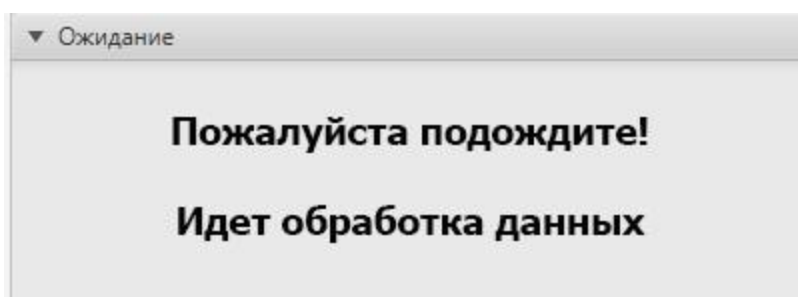 Ожидание
Пожалуйста подождите!
Идет обработка данных